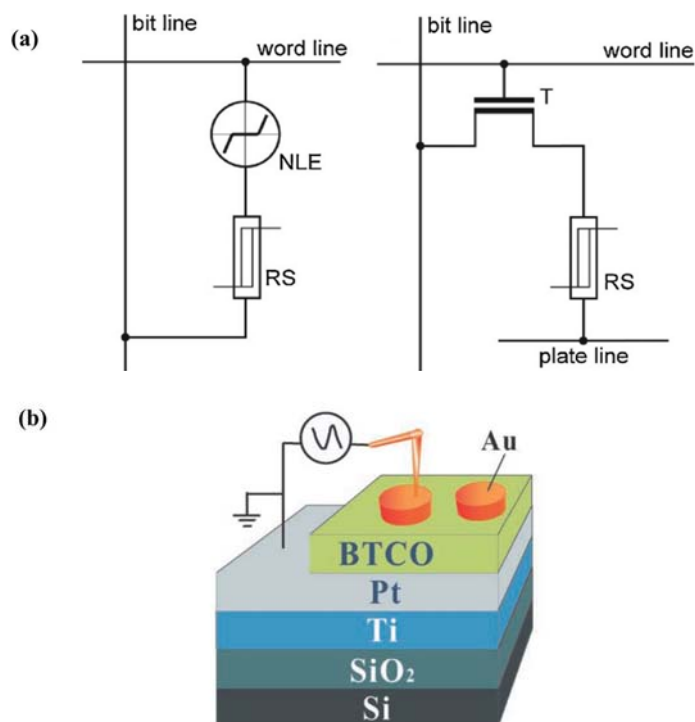 (a)
bit line
word line
NLE
RS
bit line
word line
T
RS
plate line
(b)
Au
BTCO
Pt
Ti
SiO₂
Si